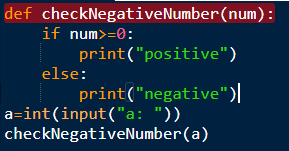 def checkNegativeNumber(num):
    if num>=0:
        print("positive")
    else:
        print("negative")
a=int(input("a: "))
checkNegativeNumber(a)